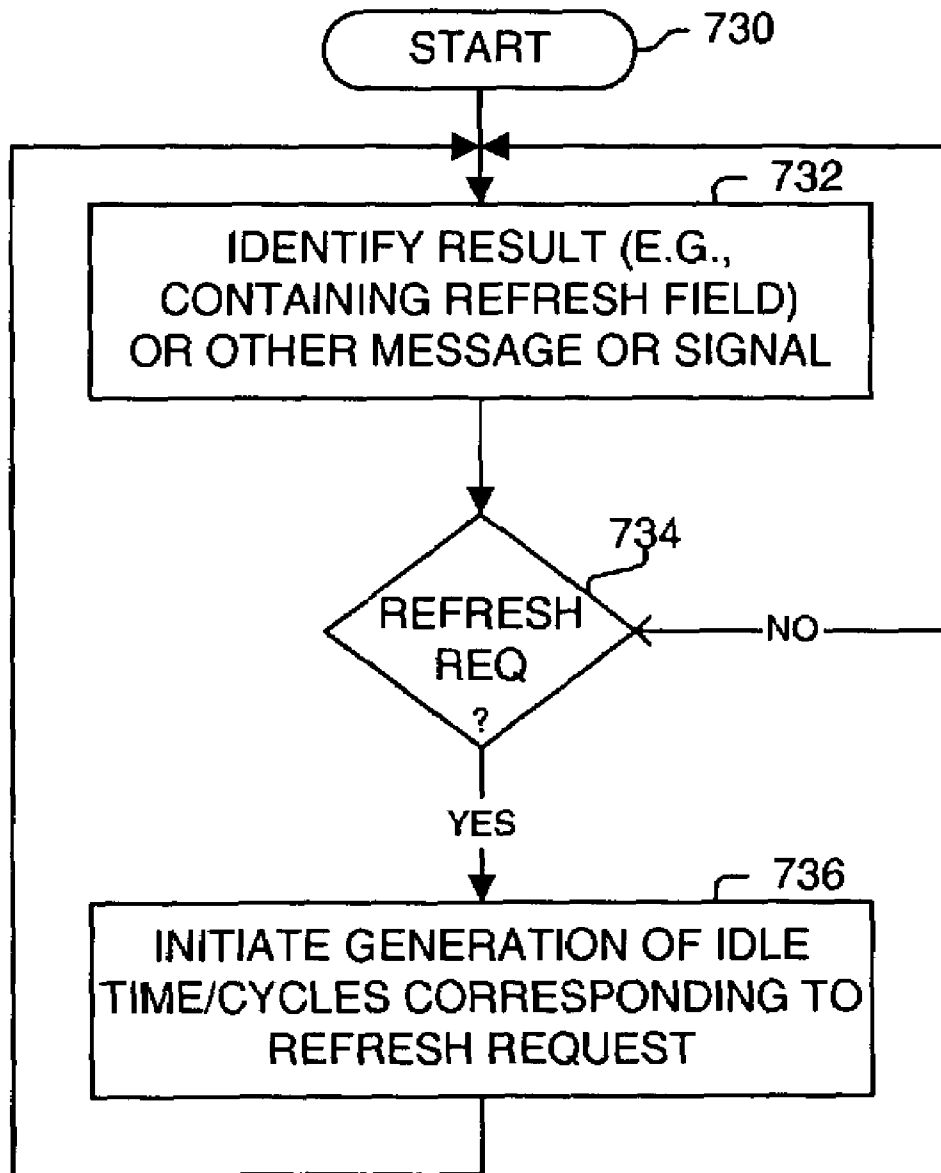 START
730
732
IDENTIFY RESULT (E.G.,
CONTAINING REFRESH FIELD)
OR OTHER MESSAGE OR SIGNAL
734
REFRESH
REQ
?
NO
YES
736
INITIATE GENERATION OF IDLE
TIME/CYCLES CORRESPONDING TO
REFRESH REQUEST